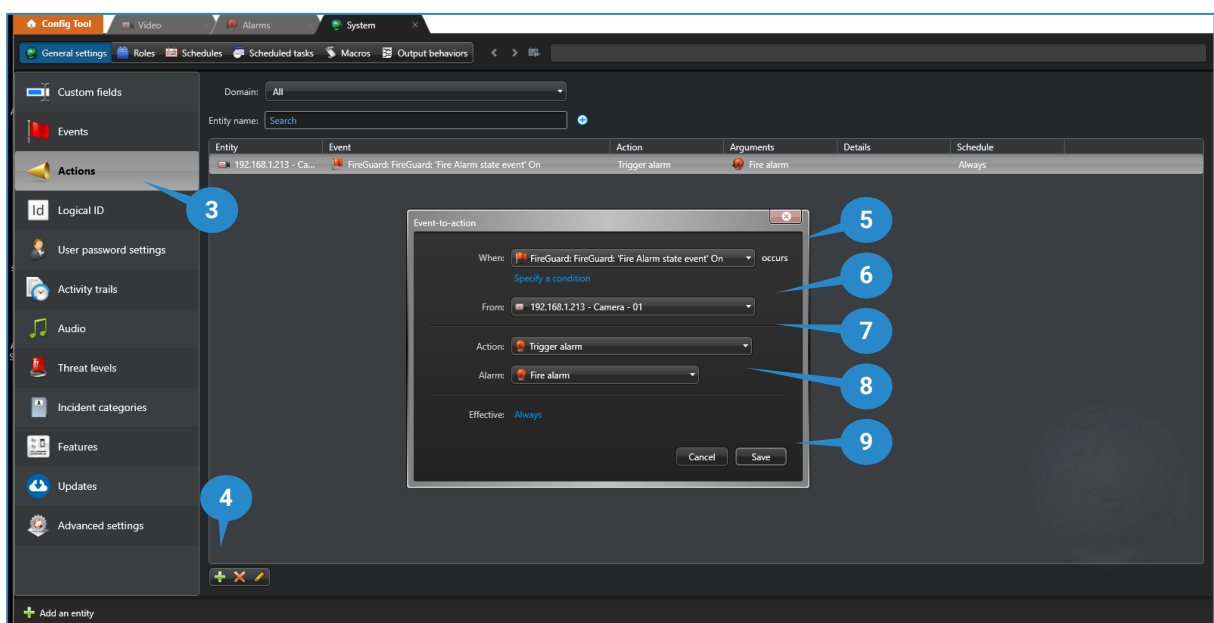 Config Tool Video Alarms System
General settings Roles Schedules Scheduled tasks Macros Output behaviors
Custom fields
Events
Actions
Logical ID
User password settings
Activity trails
Audio
Threat levels
Incident categories
Features
Updates
Advanced settings
Domain: All
Entity name: Search
Entity Event Action Arguments Details Schedule
192.168.1.213 - Ca... FireGuard: FireGuard: 'Fire Alarm state event' On Trigger alarm Fire alarm Always
3
4
Event-to-action
When: FireGuard: FireGuard: 'Fire Alarm state event' On occurs
Specify a condition
From: 192.168.1.213 - Camera - 01
Action: Trigger alarm
Alarm: Fire alarm
Effective: Always
Cancel Save
5
6
7
8
9
Add an entity